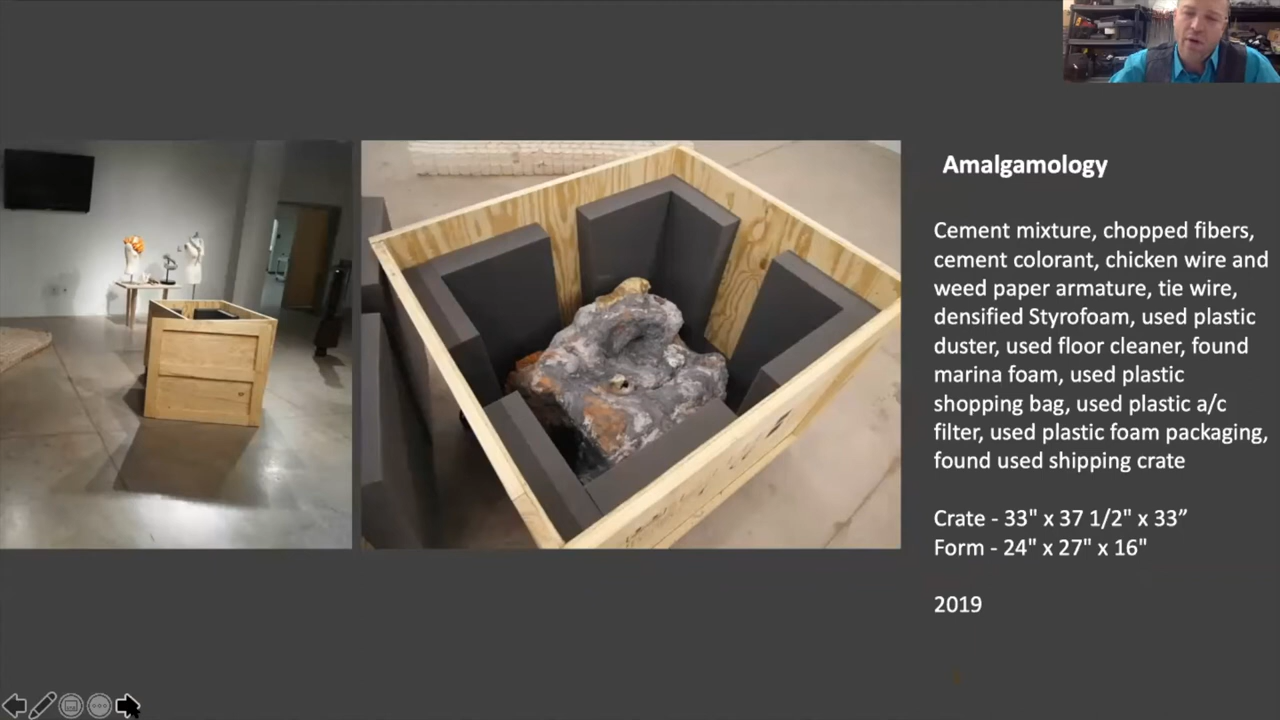 Amalgamology
Cement mixture, chopped fibers,
cement colorant, chicken wire and
weed paper armature, tie wire,
densified Styrofoam, used plastic
duster, used floor cleaner, found
marina foam, used plastic
shopping bag, used plastic a/c
filter, used plastic foam packaging,
found used shipping crate
Crate - 33" x 37 1/2" x 33”
Form - 24" x 27" x 16"
2019